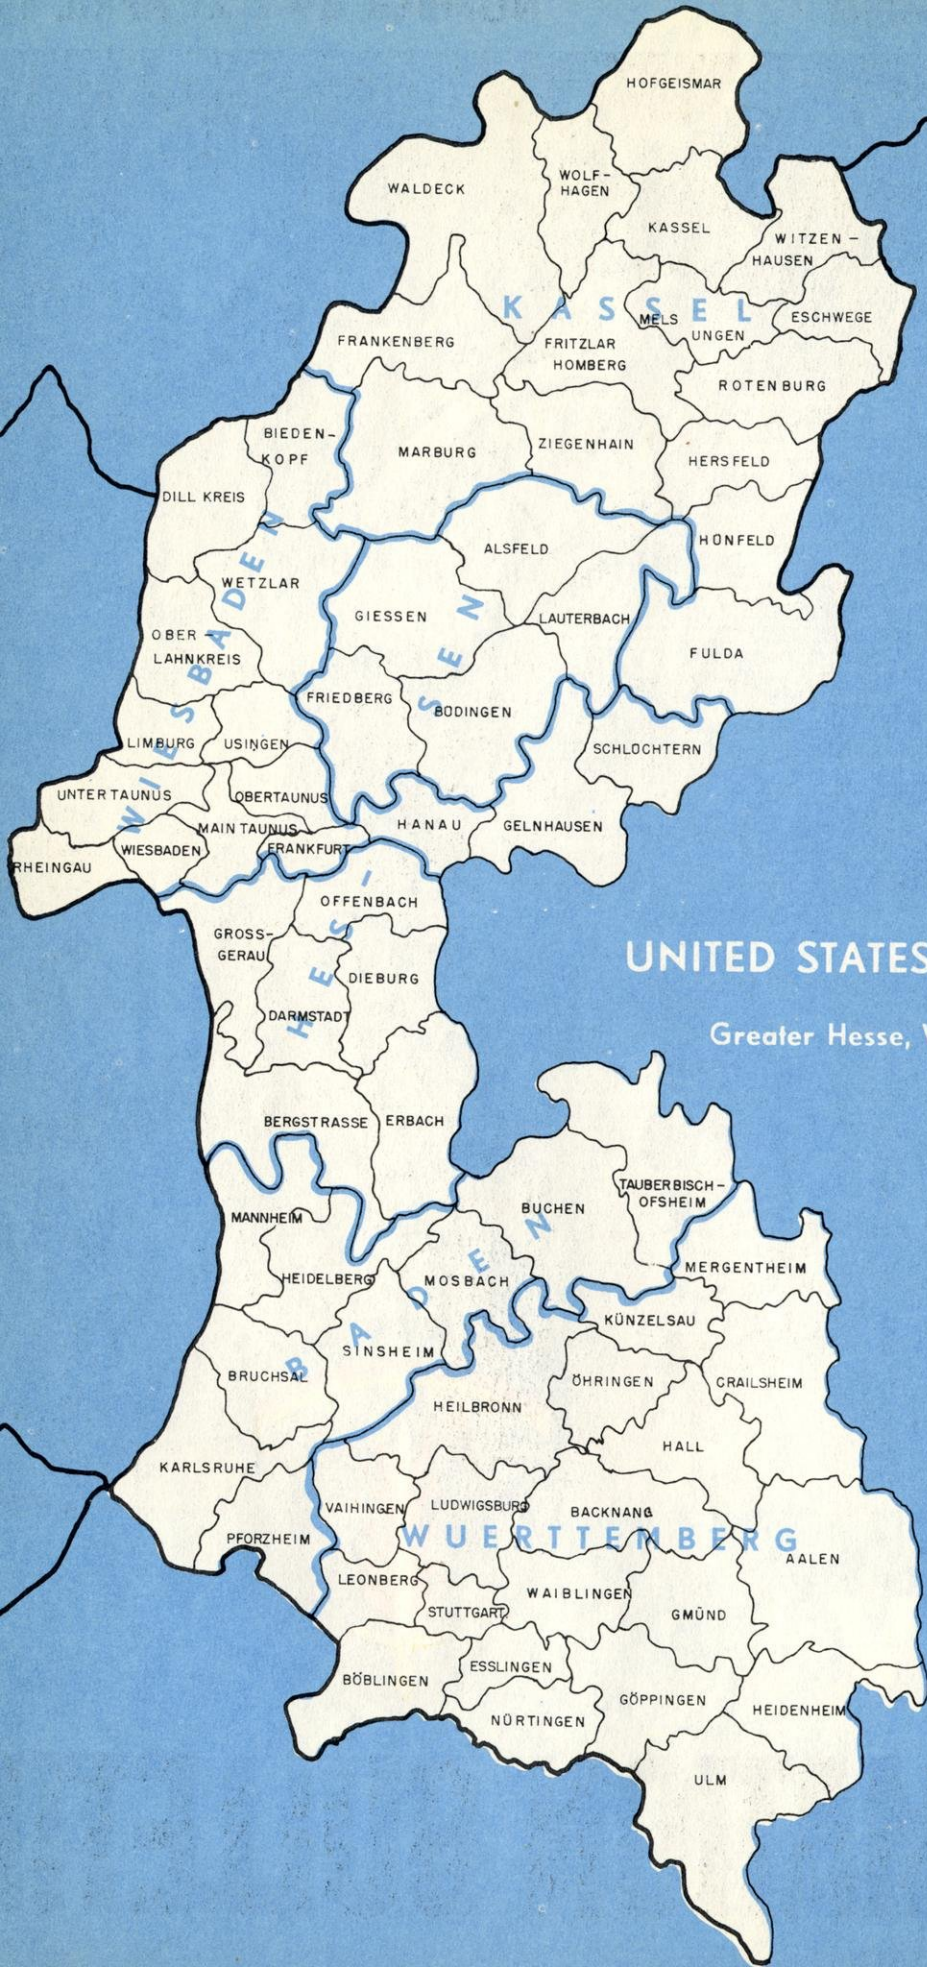 HOFGEISMAR
WALDECK
WOLF-
HAGEN
KASSEL
WITZEN-
HAUSEN
KASSEL
MELS
UNGEN
ESCHWEGE
FRANKENBERG
FRITZLAR
HOMBERG
ROTENBURG
BIEDEN-
KOPF
MARBURG
ZIEGENHAIN
HERSFELD
DILL KREIS
HÜNFELD
ALSFELD
WETZLAR
GIESSEN
LAUTERBACH
OBER-
LAHNKREIS
FULDA
WIESBADEN
FRIEDBERG
BÜDINGEN
LIMBURG
USINGEN
SCHLÜCHTERN
UNTERTAUNUS
OBERTAUNUS
MAIN TAUNUS
HANAU
GELNHAUSEN
WIESBADEN
FRANKFURT
RHEINGAU
HESSEN
OFFENBACH
GROSS-
GERAU
DIEBURG
DARMSTADT
UNITED STATES
Greater Hesse,
BERGSTRASSE
ERBACH
TAUBERBISCH-
OFSHEIM
BUCHEN
MANNHEIM
MERGENTHEIM
HEIDELBERG
MOSBACH
BADEN
KÜNZELSAU
SINSHEIM
BRUCHSAL
ÖHRINGEN
CRAILSHEIM
HEILBRONN
HALL
KARLSRUHE
VAIHINGEN
LUDWIGSBURG
BACKNANG
PFORZHEIM
WUERTTEMBERG
AALEN
LEONBERG
STUTTGART
WAIBLINGEN
GMÜND
BÖBLINGEN
ESSLINGEN
GÖPPINGEN
HEIDENHEIM
NÜRTINGEN
ULM